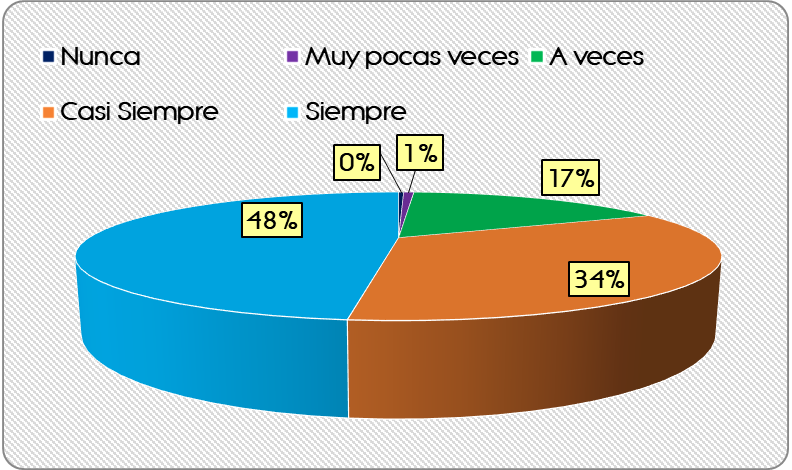 Nunca
Muy pocas veces
A veces
Casi Siempre
Siempre
0%
1%
17%
48%
34%